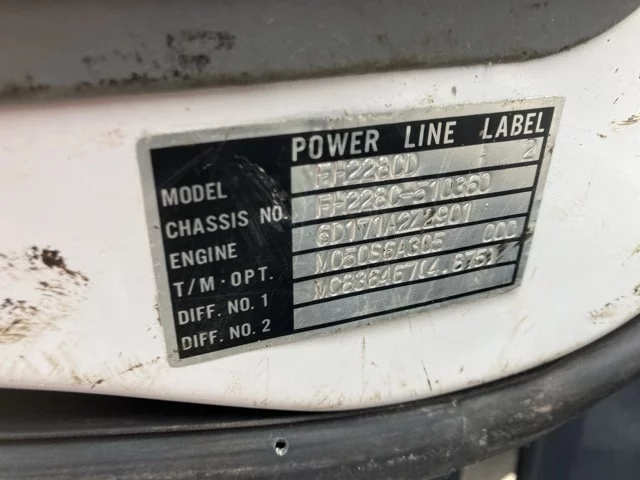 POWER LINE LABEL
MODEL FH228CD 2
CHASSIS NO. FH228C-510360
ENGINE
T/M·OPT. M050S6A305 000
DIFF. NO. 1
DIFF. NO. 2